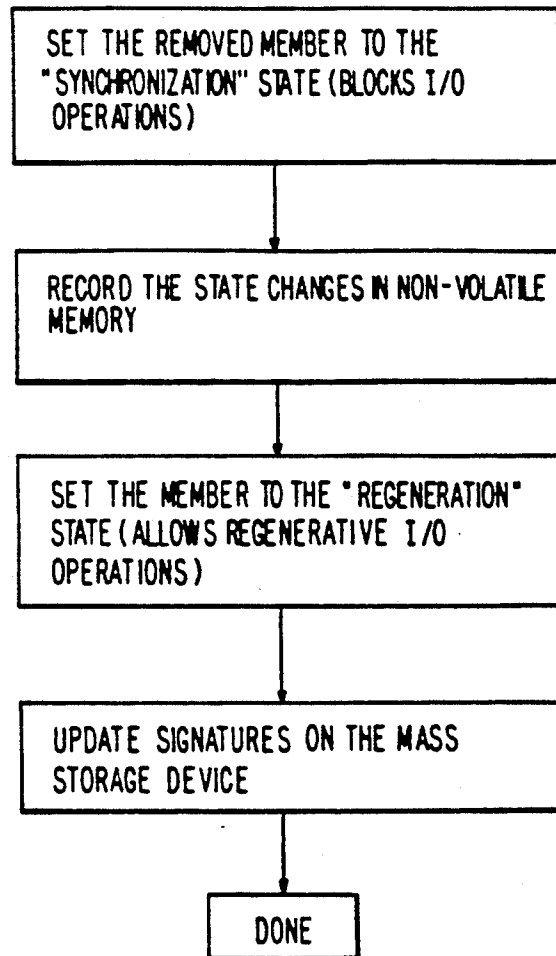 SET THE REMOVED MEMBER TO THE
"SYNCHRONIZATION" STATE (BLOCKS I/O
OPERATIONS)
RECORD THE STATE CHANGES IN NON-VOLATILE
MEMORY
SET THE MEMBER TO THE "REGENERATION"
STATE (ALLOWS REGENERATIVE I/O
OPERATIONS)
UPDATE SIGNATURES ON THE MASS
STORAGE DEVICE
DONE